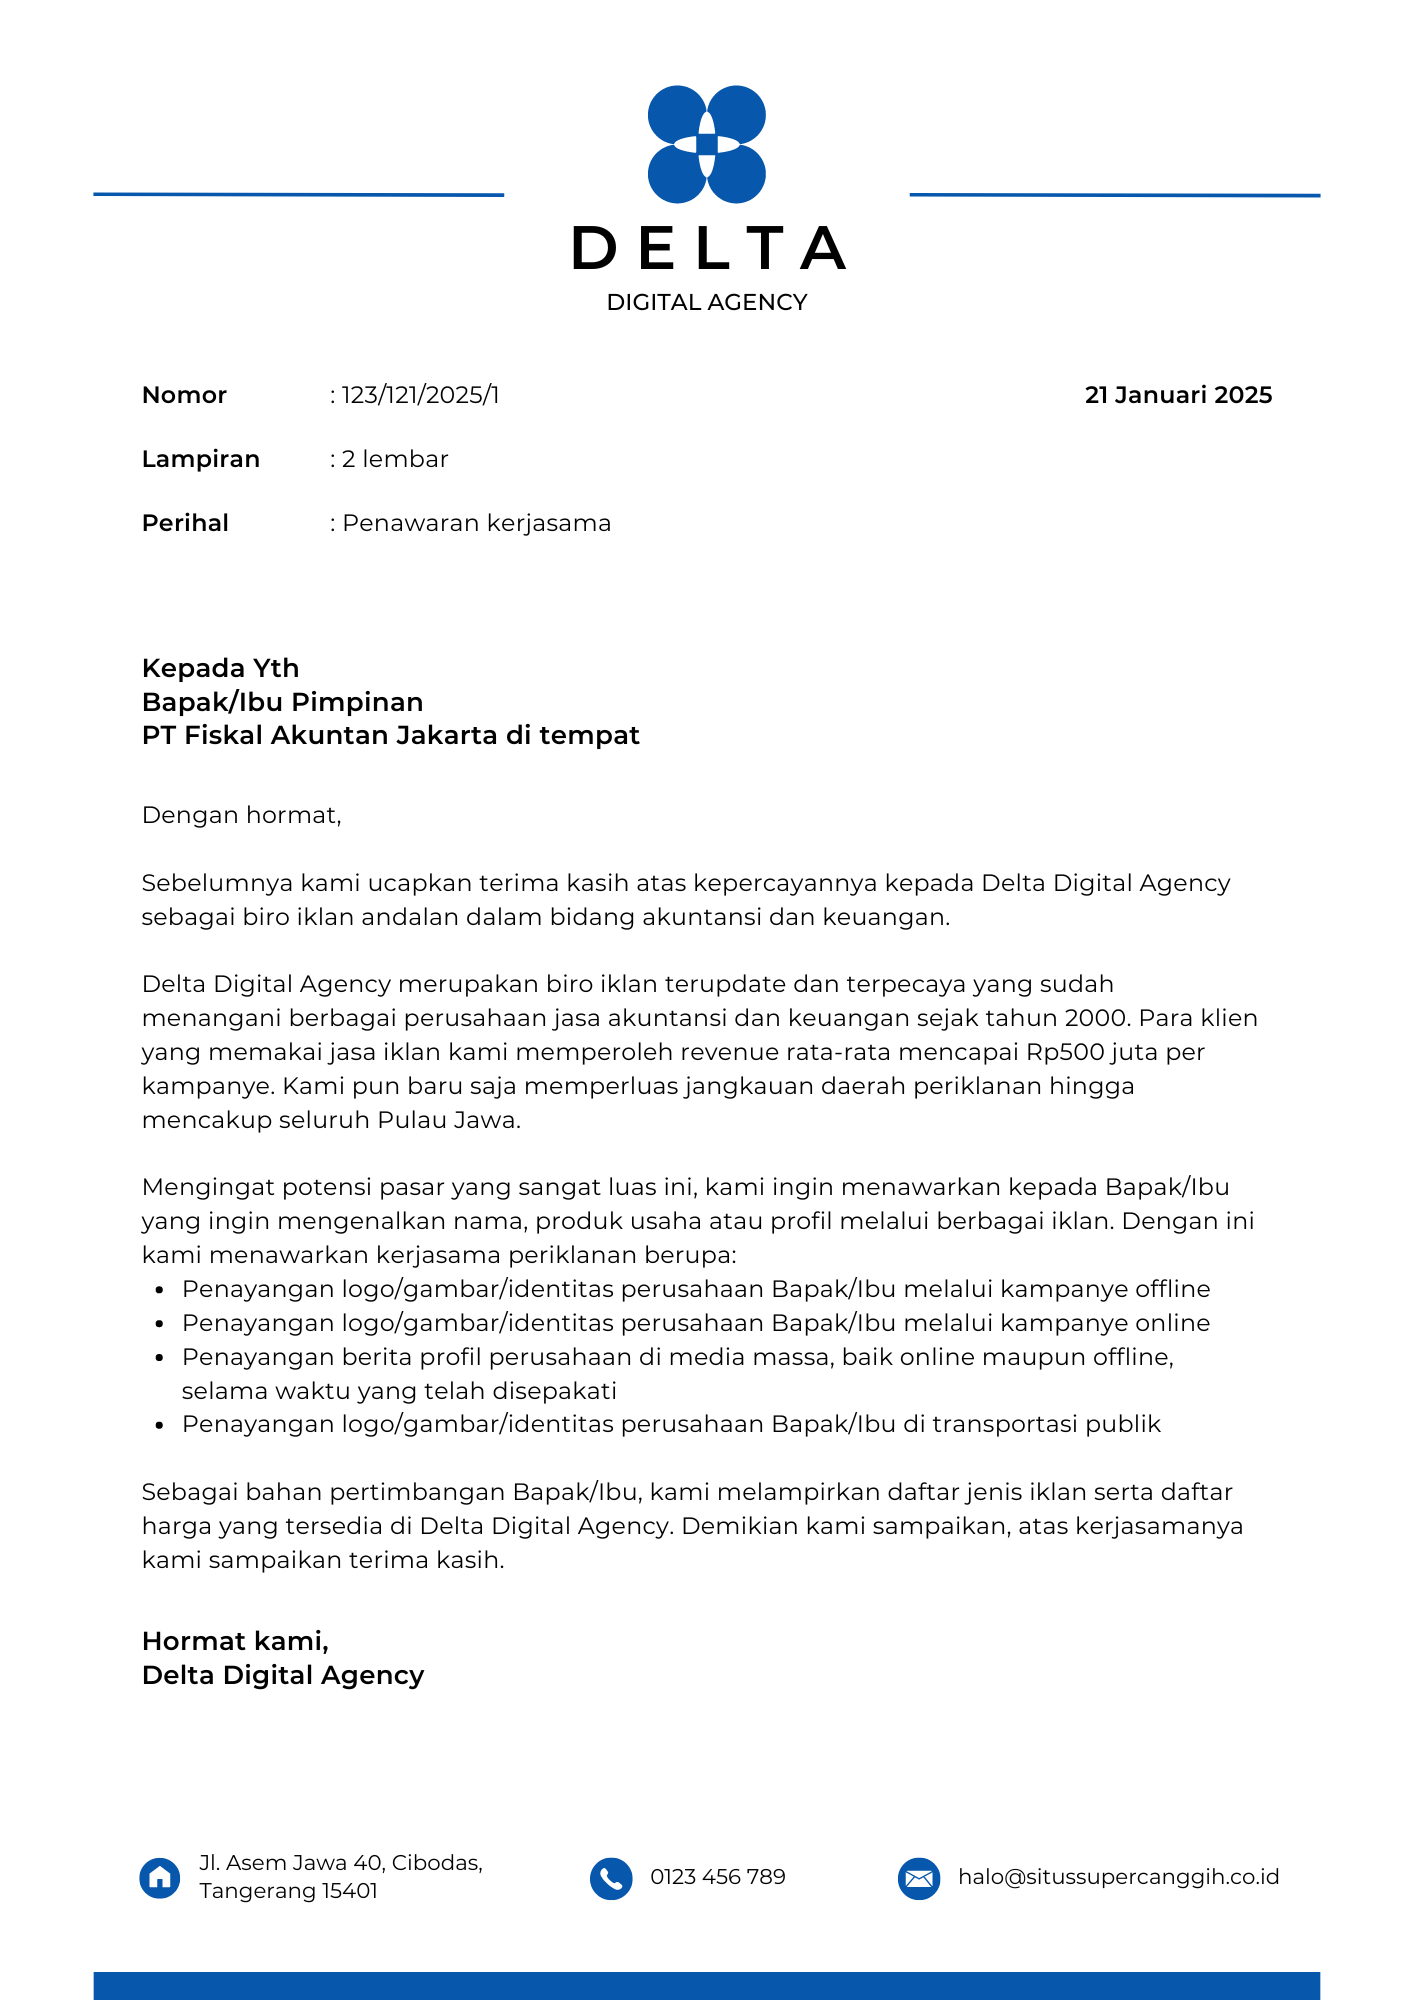 DELTA
DIGITAL AGENCY
Nomor : 123/121/2025/1
21 Januari 2025
Lampiran : 2 lembar
Perihal : Penawaran kerjasama
Kepada Yth
Bapak/Ibu Pimpinan
PT Fiskal Akuntan Jakarta di tempat
Dengan hormat,
Sebelumnya kami ucapkan terima kasih atas kepercayannya kepada Delta Digital Agency
sebagai biro iklan andalan dalam bidang akuntansi dan keuangan.
Delta Digital Agency merupakan biro iklan terupdate dan terpecaya yang sudah
menangani berbagai perusahaan jasa akuntansi dan keuangan sejak tahun 2000. Para klien
yang memakai jasa iklan kami memperoleh revenue rata-rata mencapai Rp500 juta per
kampanye. Kami pun baru saja memperluas jangkauan daerah periklanan hingga
mencakup seluruh Pulau Jawa.
Mengingat potensi pasar yang sangat luas ini, kami ingin menawarkan kepada Bapak/Ibu
yang ingin mengenalkan nama, produk usaha atau profil melalui berbagai iklan. Dengan ini
kami menawarkan kerjasama periklanan berupa:
• Penayangan logo/gambar/identitas perusahaan Bapak/Ibu melalui kampanye offline
• Penayangan logo/gambar/identitas perusahaan Bapak/Ibu melalui kampanye online
• Penayangan berita profil perusahaan di media massa, baik online maupun offline,
selama waktu yang telah disepakati
• Penayangan logo/gambar/identitas perusahaan Bapak/Ibu di transportasi publik
Sebagai bahan pertimbangan Bapak/Ibu, kami melampirkan daftar jenis iklan serta daftar
harga yang tersedia di Delta Digital Agency. Demikian kami sampaikan, atas kerjasamanya
kami sampaikan terima kasih.
Hormat kami,
Delta Digital Agency
Jl. Asem Jawa 40, Cibodas,
Tangerang 15401
0123 456 789
halo@situssupercanggih.co.id